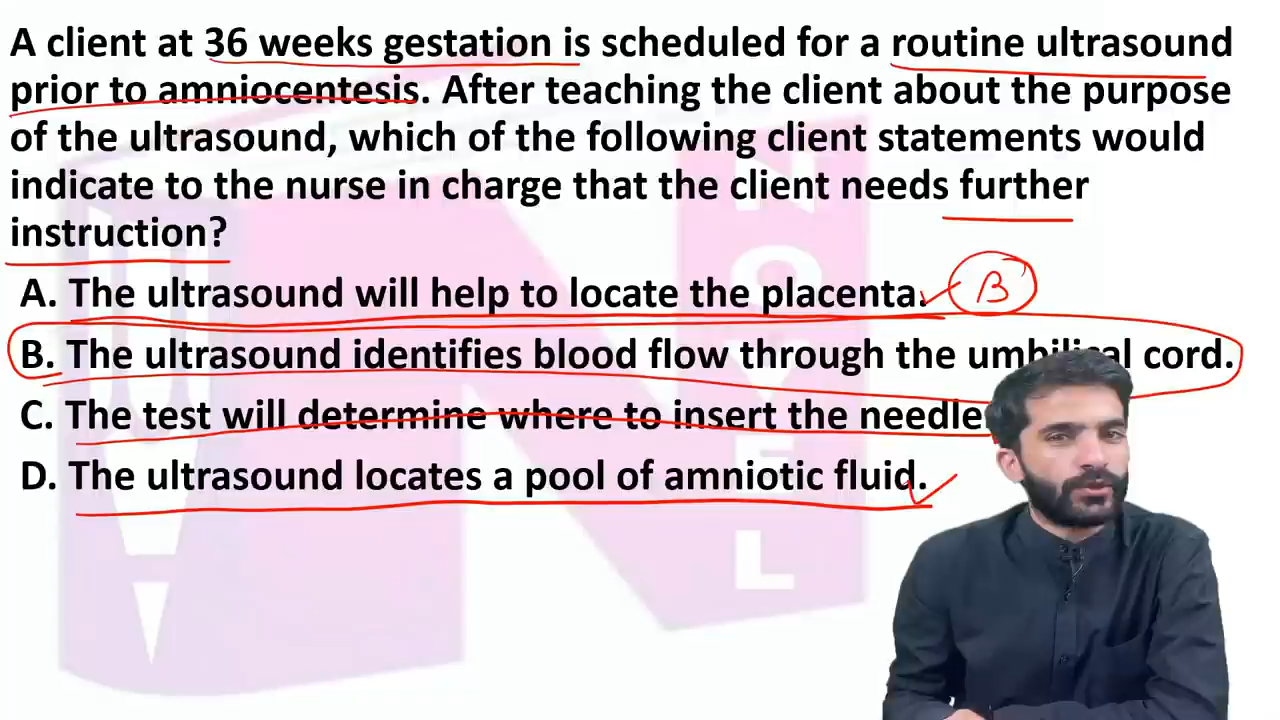 A client at 36 weeks gestation is scheduled for a routine ultrasound
prior to amniocentesis. After teaching the client about the purpose
of the ultrasound, which of the following client statements would
indicate to the nurse in charge that the client needs further
instruction?
A. The ultrasound will help to locate the placenta.
B
B. The ultrasound identifies blood flow through the umbilical cord.
C. The test will determine where to insert the needle
D. The ultrasound locates a pool of amniotic fluid.